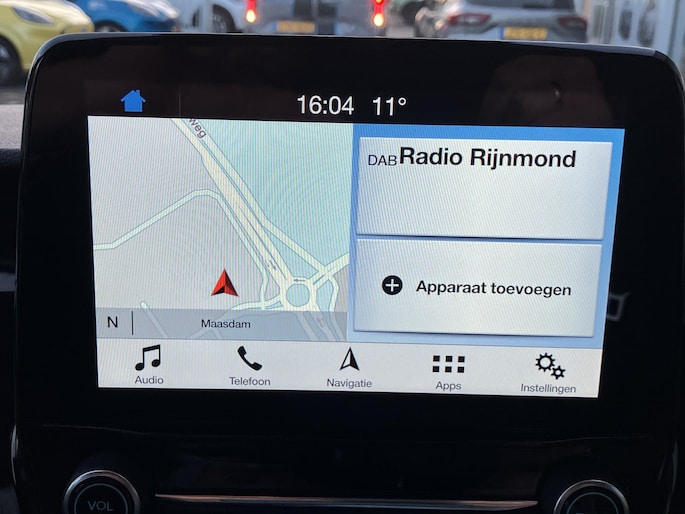 16:04 11°
weg
DAB Radio Rijnmond
Apparaat toevoegen
N
Maasdam
Audio
Telefoon
Navigatie
Apps
Instellingen
VOL